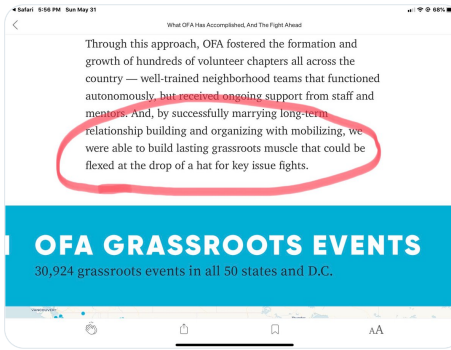 Safari 5:56 PM Sun May 31
68%
What OFA Has Accomplished, And The Fight Ahead
Through this approach, OFA fostered the formation and
growth of hundreds of volunteer chapters all across the
country — well-trained neighborhood teams that functioned
autonomously, but received ongoing support from staff and
mentors. And, by successfully marrying long-term
relationship building and organizing with mobilizing, we
were able to build lasting grassroots muscle that could be
flexed at the drop of a hat for key issue fights.
OFA GRASSROOTS EVENTS
30,924 grassroots events in all 50 states and D.C.
AA